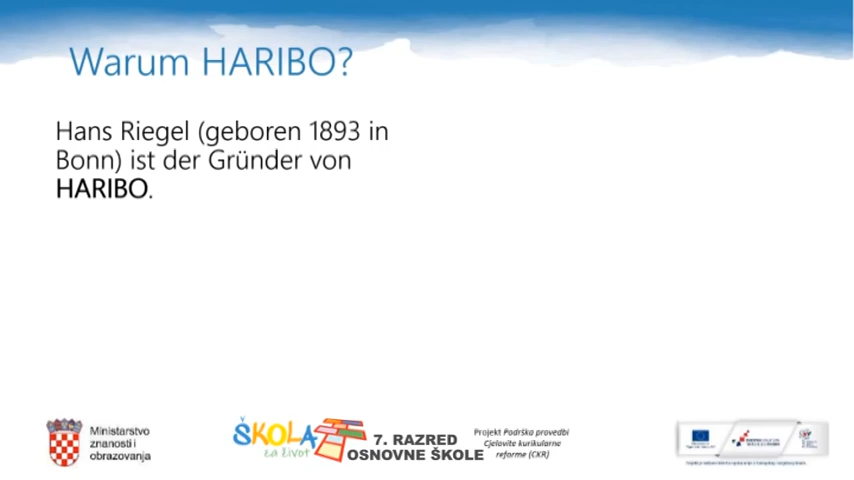 Warum HARIBO?
Hans Riegel (geboren 1893 in
Bonn) ist der Gründer von
HARIBO.
Ministarstvo
znanosti i
obrazovanja
ŠKOLA
za život
7. RAZRED
OSNOVNE ŠKOLE
Projekt Podrška provedbi
Cjelovite kurikularne
reforme (CKR)